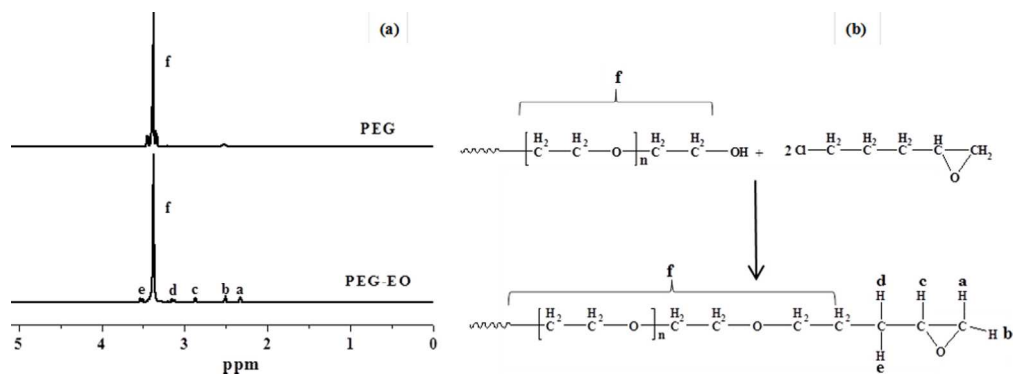 (a)
f
PEG
f
PEG-EO
e d c b a
5 4 3 2 1 0
ppm
(b)
f
H2 H2 H2 H2 H2 H2 H2 H
[C C O]n C C OH + 2 Cl C C C C CH2
O
f
d c a
H H H
H2 H2 H2 H2 H2 H2
[C C O]n C C O C C C C C H b
H O
e